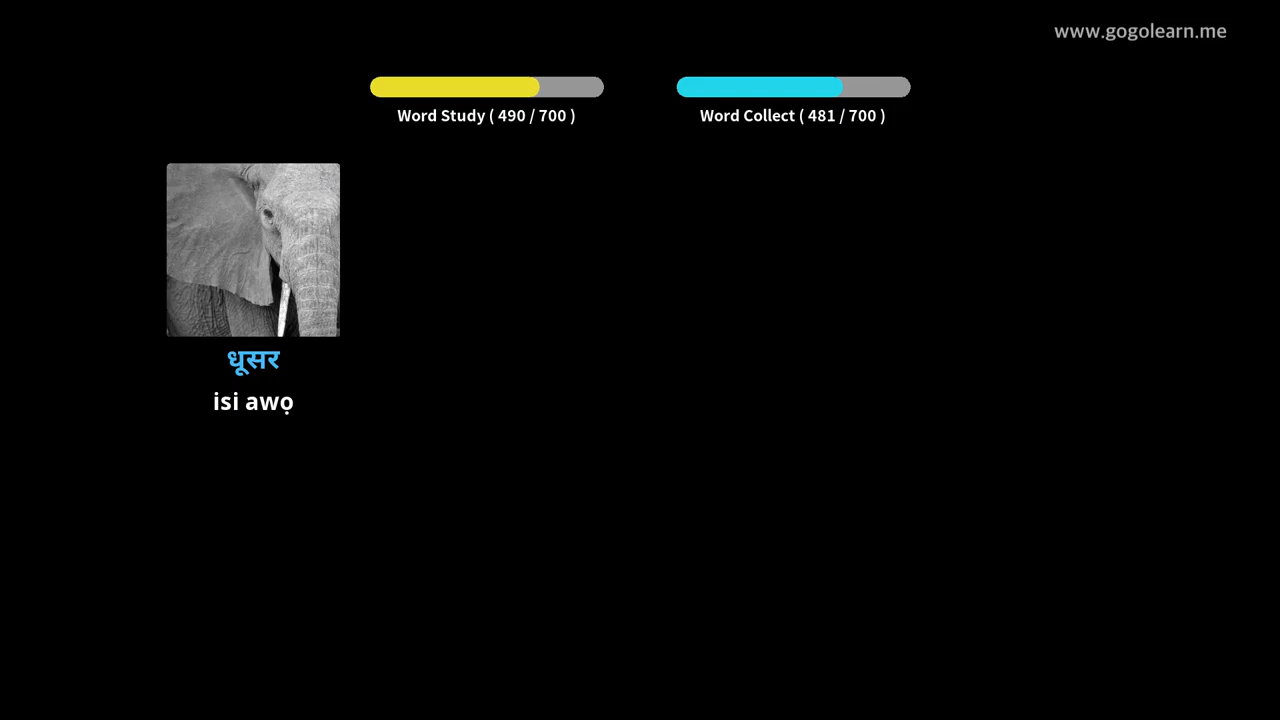 www.gogolearn.me
Word Study ( 490 / 700 )
Word Collect ( 481 / 700 )
धूसर
isi awọ